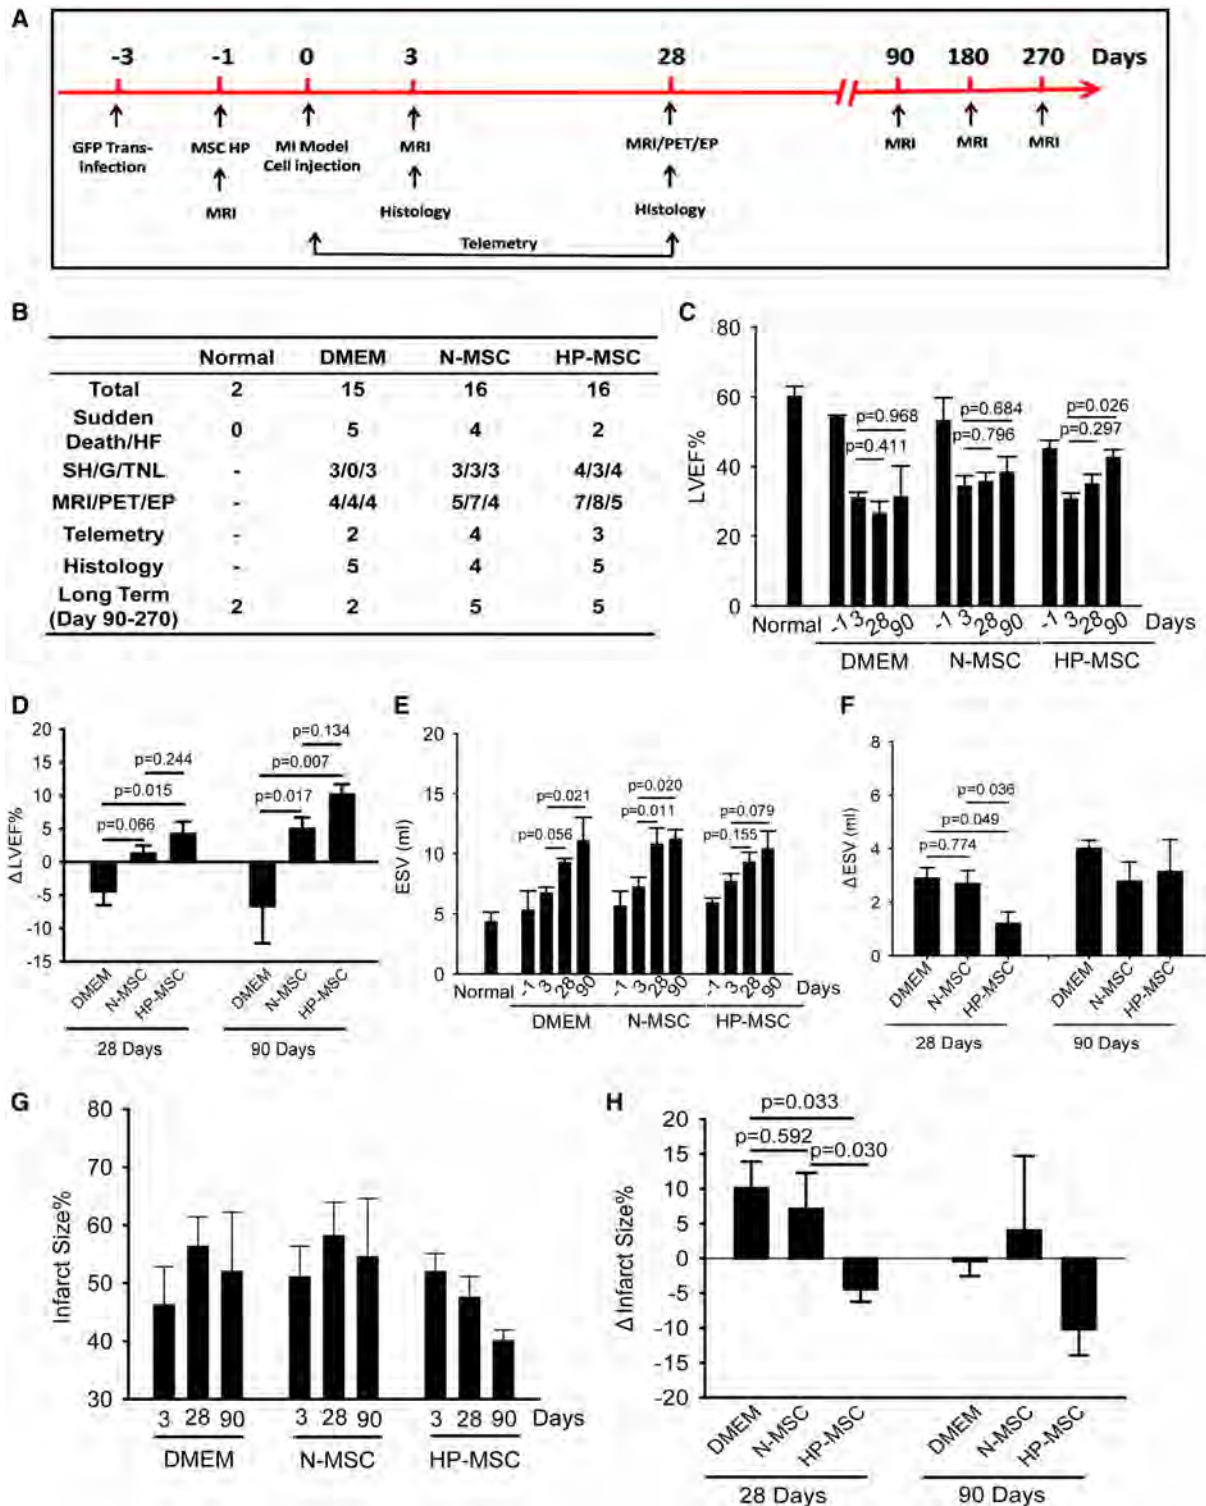 A
-3 -1 0 3 28 90 180 270 Days
GFP Trans-
infection
MSC HP
MI Model
Cell injection
MRI
MRI/PET/EP
MRI
MRI
MRI
MRI
Histology
Histology
Telemetry
B
Normal DMEM N-MSC HP-MSC
Total 2 15 16 16
Sudden
Death/HF 0 5 4 2
SH/G/TNL - 3/0/3 3/3/3 4/3/4
MRI/PET/EP - 4/4/4 5/7/4 7/8/5
Telemetry - 2 4 3
Histology - 5 4 5
Long Term
(Day 90-270) 2 2 5 5
C
LVEF%
80
60
40
20
0
p=0.968
p=0.411
p=0.684
p=0.796
p=0.026
p=0.297
Normal -1 3 28 90 -1 3 28 90 -1 3 28 90 Days
DMEM N-MSC HP-MSC
D
ΔLVEF%
20
15
10
5
0
-5
-10
-15
p=0.134
p=0.244
p=0.007
p=0.015
p=0.017
p=0.066
DMEM N-MSC HP-MSC DMEM N-MSC HP-MSC
28 Days 90 Days
E
ESV (ml)
20
15
10
5
0
p=0.021
p=0.056
p=0.020
p=0.011
p=0.079
p=0.155
Normal -1 3 28 90 -1 3 28 90 -1 3 28 90 Days
DMEM N-MSC HP-MSC
F
ΔESV (ml)
8
6
4
2
0
p=0.036
p=0.049
p=0.774
DMEM N-MSC HP-MSC DMEM N-MSC HP-MSC
28 Days 90 Days
G
Infarct Size%
80
70
60
50
40
30
3 28 90 3 28 90 3 28 90 Days
DMEM N-MSC HP-MSC
H
Δ Infarct Size%
20
15
10
5
0
-5
-10
-15
-20
p=0.033
p=0.592
p=0.030
DMEM N-MSC HP-MSC DMEM N-MSC HP-MSC
28 Days 90 Days